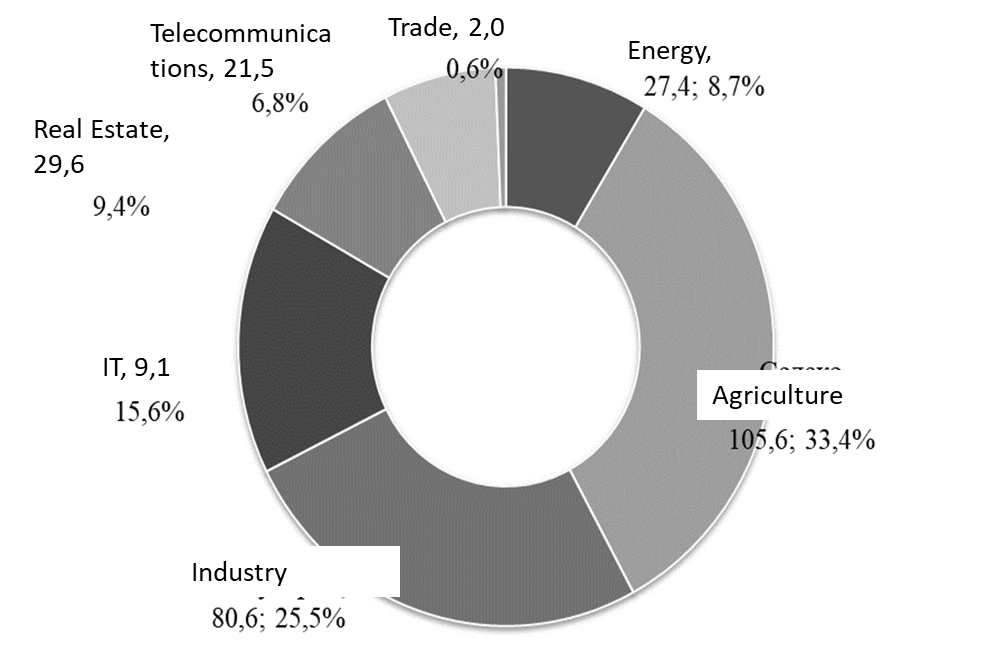 Trade, 2,0
0,6%
Energy,
27,4; 8,7%
Agriculture
105,6; 33,4%
Industry
80,6; 25,5%
IT, 9,1
15,6%
Real Estate,
29,6
9,4%
Telecommunica
tions, 21,5
6,8%